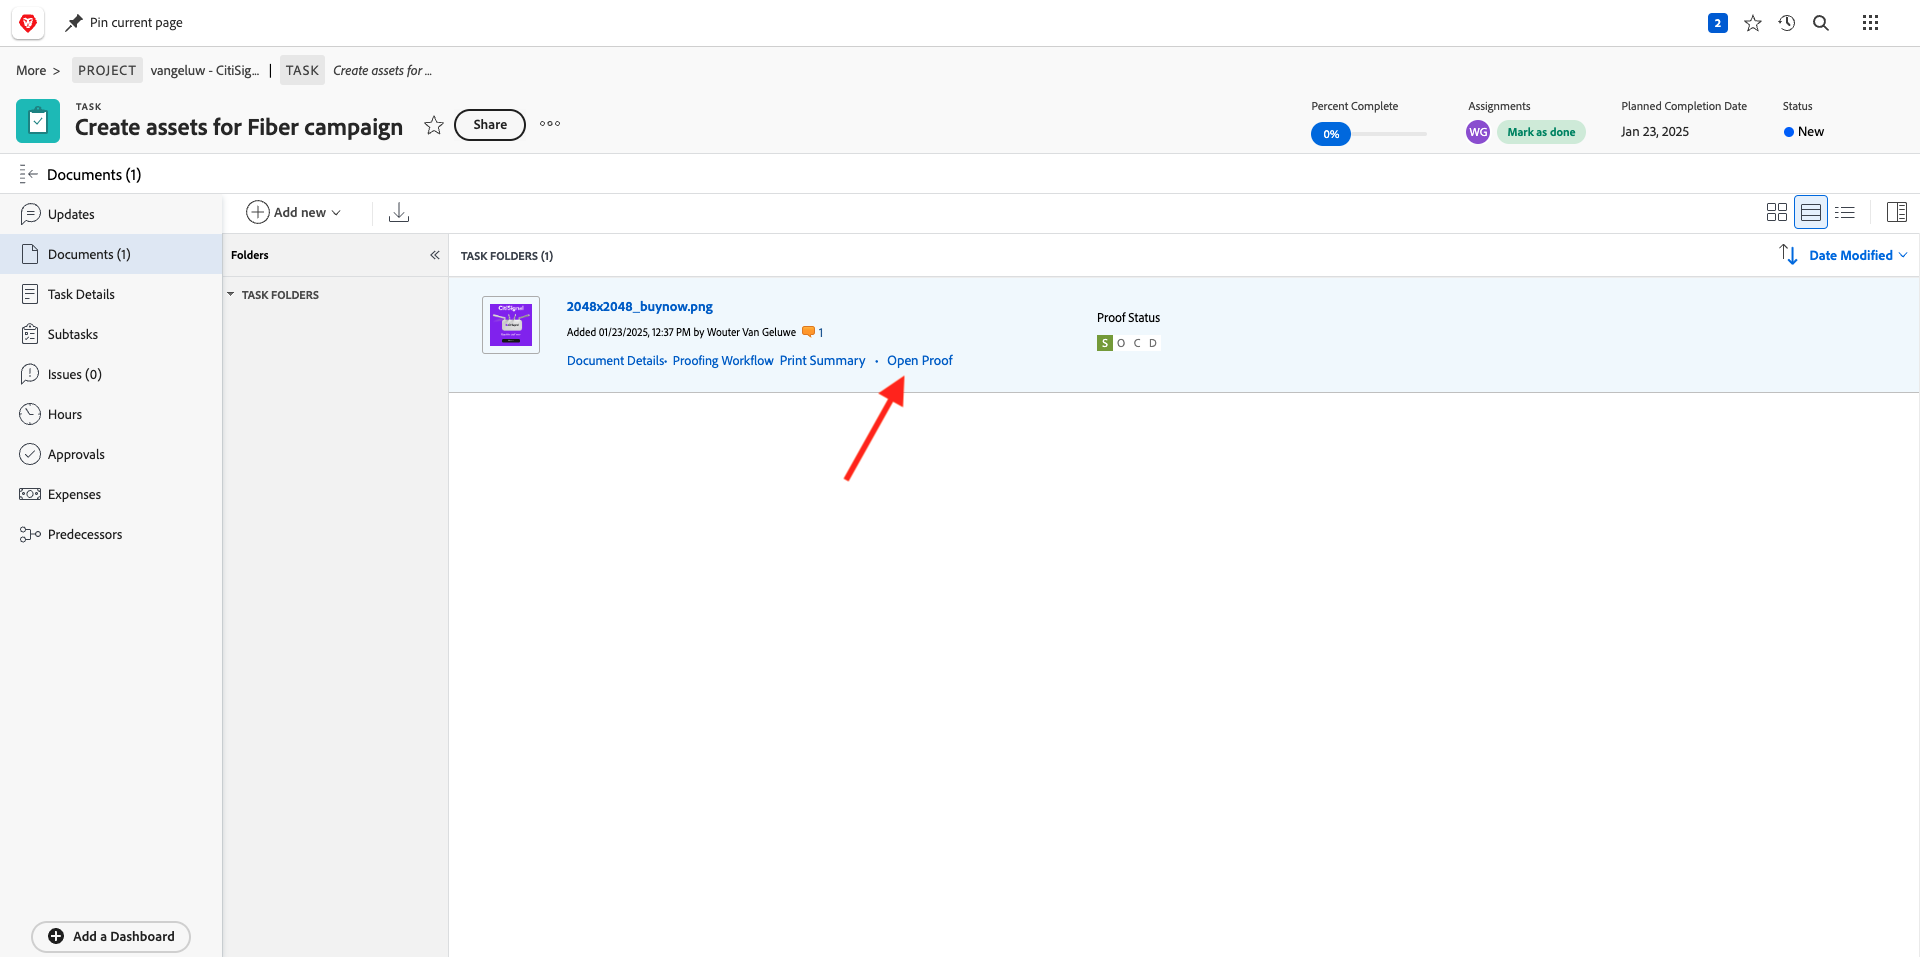 Pin current page
2
More >
PROJECT
vangeluw - CitiSig...
|
TASK
Create assets for ...
TASK
Create assets for Fiber campaign
Share
Percent Complete
0%
Assignments
WG
Mark as done
Planned Completion Date
Jan 23, 2025
Status
New
Documents (1)
Updates
Documents (1)
Task Details
Subtasks
Issues (0)
Hours
Approvals
Expenses
Predecessors
Add a Dashboard
Add new
Folders
TASK FOLDERS
TASK FOLDERS (1)
Date Modified
CitiSignal
2048x2048_buynow.png
Added 01/23/2025, 12:37 PM by Wouter Van Geluwe 1
Document Details• Proofing Workflow Print Summary • Open Proof
Proof Status
S O C D